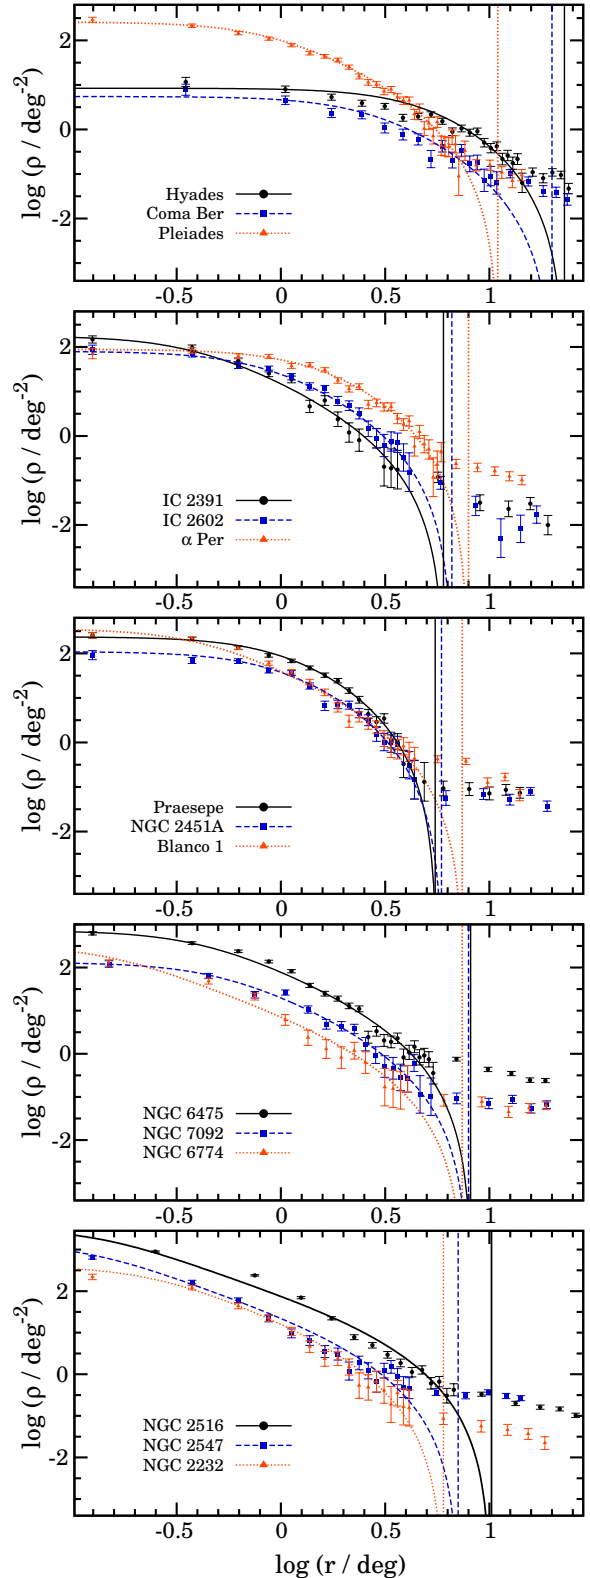 2
0
-2
log (ρ / deg⁻²)
Hyades
Coma Ber
Pleiades
-0.5 0 0.5 1
2
0
-2
log (ρ / deg⁻²)
IC 2391
IC 2602
α Per
-0.5 0 0.5 1
2
0
-2
log (ρ / deg⁻²)
Praesepe
NGC 2451A
Blanco 1
-0.5 0 0.5 1
2
0
-2
log (ρ / deg⁻²)
NGC 6475
NGC 7092
NGC 6774
-0.5 0 0.5 1
2
0
-2
log (ρ / deg⁻²)
NGC 2516
NGC 2547
NGC 2232
-0.5 0 0.5 1
log (r / deg)